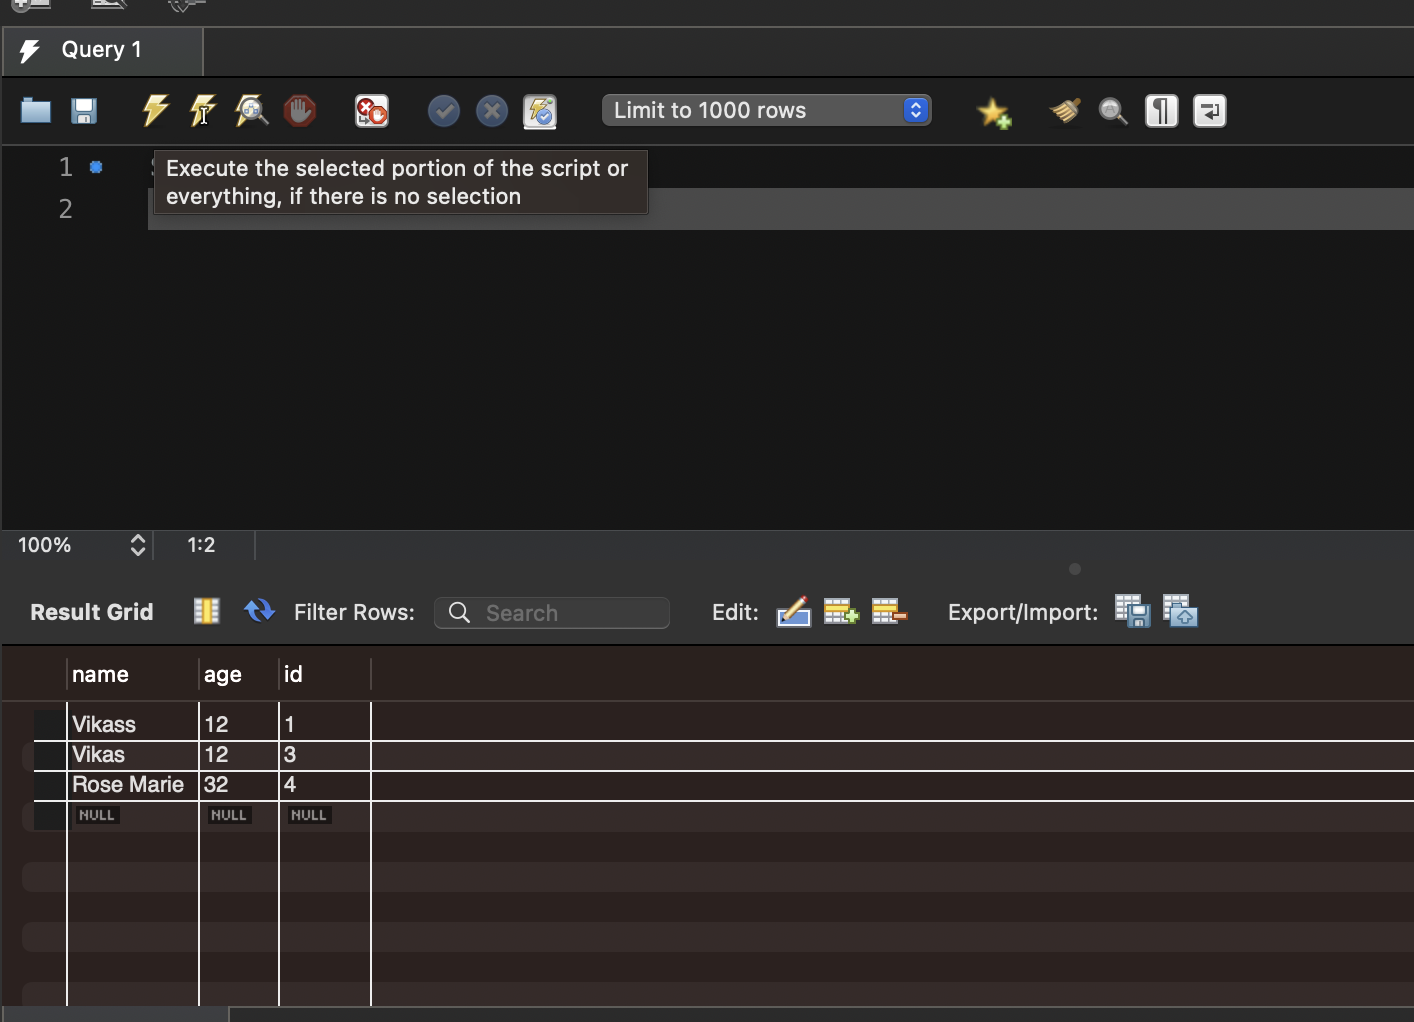 Query 1
Limit to 1000 rows
1
Execute the selected portion of the script or
everything, if there is no selection
2
100%
1:2
Result Grid
Filter Rows:
Search
Edit:
Export/Import:
name age id
Vikass 12 1
Vikas 12 3
Rose Marie 32 4
NULL NULL NULL